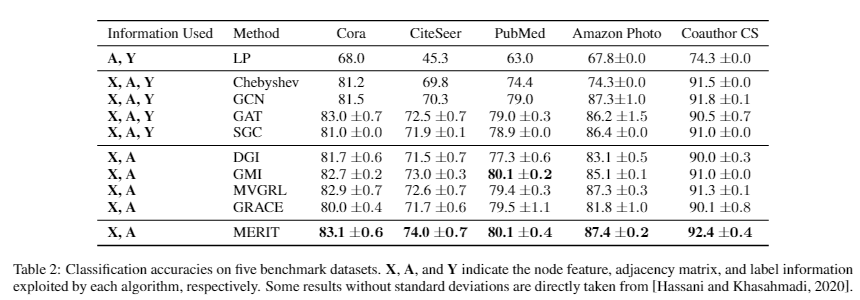 Information Used Method Cora CiteSeer PubMed Amazon Photo Coauthor CS
A, Y LP 68.0 45.3 63.0 67.8±0.0 74.3 ±0.0
X, A, Y Chebyshev 81.2 69.8 74.4 74.3±0.0 91.5 ±0.0
X, A, Y GCN 81.5 70.3 79.0 87.3±1.0 91.8 ±0.1
X, A, Y GAT 83.0 ±0.7 72.5 ±0.7 79.0 ±0.3 86.2 ±1.5 90.5 ±0.7
X, A, Y SGC 81.0 ±0.0 71.9 ±0.1 78.9 ±0.0 86.4 ±0.0 91.0 ±0.0
X, A DGI 81.7 ±0.6 71.5 ±0.7 77.3 ±0.6 83.1 ±0.5 90.0 ±0.3
X, A GMI 82.7 ±0.2 73.0 ±0.3 80.1 ±0.2 85.1 ±0.1 91.0 ±0.0
X, A MVGRL 82.9 ±0.7 72.6 ±0.7 79.4 ±0.3 87.3 ±0.3 91.3 ±0.1
X, A GRACE 80.0 ±0.4 71.7 ±0.6 79.5 ±1.1 81.8 ±1.0 90.1 ±0.8
X, A MERIT 83.1 ±0.6 74.0 ±0.7 80.1 ±0.4 87.4 ±0.2 92.4 ±0.4
Table 2: Classification accuracies on five benchmark datasets. X, A, and Y indicate the node feature, adjacency matrix, and label information
exploited by each algorithm, respectively. Some results without standard deviations are directly taken from [Hassani and Khasahmadi, 2020].